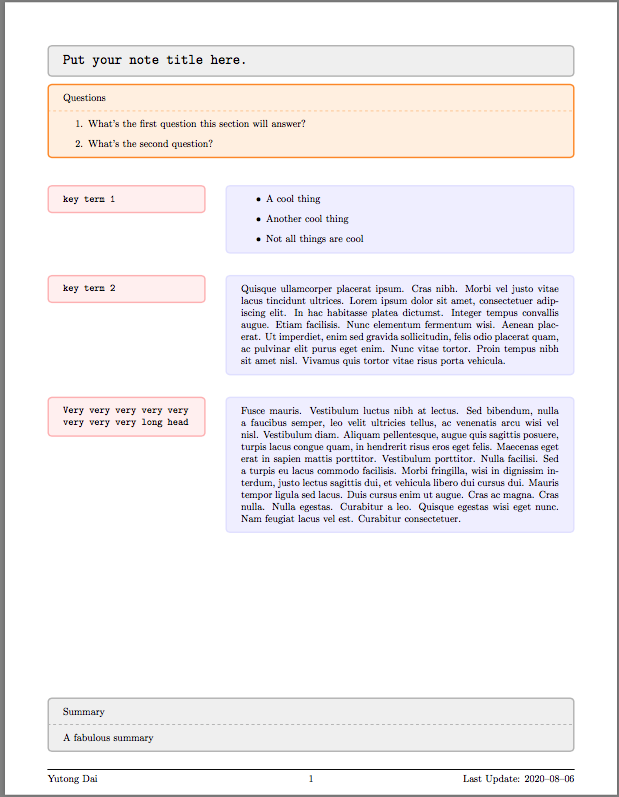 Put your note title here.
Questions
1. What's the first question this section will answer?
2. What's the second question?
key term 1
• A cool thing
• Another cool thing
• Not all things are cool
key term 2
Quisque ullamcorper placerat ipsum. Cras nibh. Morbi vel justo vitae
lacus tincidunt ultrices. Lorem ipsum dolor sit amet, consectetuer adip-
iscing elit. In hac habitasse platea dictumst. Integer tempus convallis
augue. Etiam facilisis. Nunc elementum fermentum wisi. Aenean plac-
erat. Ut imperdiet, enim sed gravida sollicitudin, felis odio placerat quam,
ac pulvinar elit purus eget enim. Nunc vitae tortor. Proin tempus nibh
sit amet nisl. Vivamus quis tortor vitae risus porta vehicula.
Very very very very very
very very very long head
Fusce mauris. Vestibulum luctus nibh at lectus. Sed bibendum, nulla
a faucibus semper, leo velit ultricies tellus, ac venenatis arcu wisi vel
nisl. Vestibulum diam. Aliquam pellentesque, augue quis sagittis posuere,
turpis lacus congue quam, in hendrerit risus eros eget felis. Maecenas eget
erat in sapien mattis porttitor. Vestibulum porttitor. Nulla facilisi. Sed
a turpis eu lacus commodo facilisis. Morbi fringilla, wisi in dignissim in-
terdum, justo lectus sagittis dui, et vehicula libero dui cursus dui. Mauris
tempor ligula sed lacus. Duis cursus enim ut augue. Cras ac magna. Cras
nulla. Nulla egestas. Curabitur a leo. Quisque egestas wisi eget nunc.
Nam feugiat lacus vel est. Curabitur consectetuer.
Summary
A fabulous summary
Yutong Dai 1 Last Update: 2020–08–06